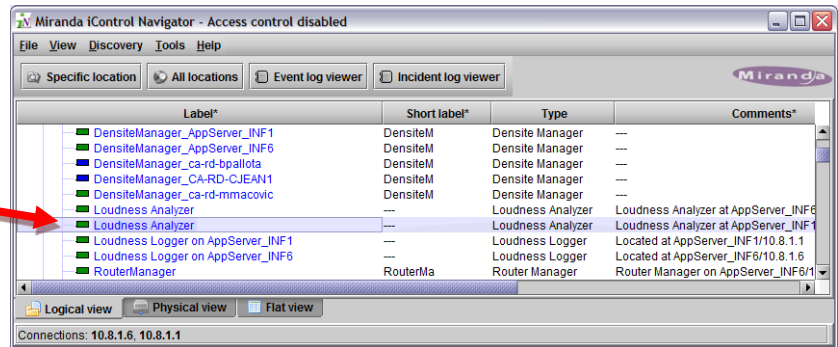 Miranda iControl Navigator - Access control disabled
File View Discovery Tools Help
Specific location All locations Event log viewer Incident log viewer Miranda
Label* Short label* Type Comments*
DensiteManager_AppServer_INF1 DensiteM Densite Manager ---
DensiteManager_AppServer_INF6 DensiteM Densite Manager ---
DensiteManager_ca-rd-bpallota DensiteM Densite Manager ---
DensiteManager_CA-RD-CJEAN1 DensiteM Densite Manager ---
DensiteManager_ca-rd-mmacovic DensiteM Densite Manager ---
Loudness Analyzer --- Loudness Analyzer Loudness Analyzer at AppServer_INF6
Loudness Analyzer --- Loudness Analyzer Loudness Analyzer at AppServer_INF1
Loudness Logger on AppServer_INF1 --- Loudness Logger Located at AppServer_INF1/10.8.1.1
Loudness Logger on AppServer_INF6 --- Loudness Logger Located at AppServer_INF6/10.8.1.6
RouterManager RouterMa Router Manager Router Manager on AppServer_INF6/1
Logical view Physical view Flat view
Connections: 10.8.1.6, 10.8.1.1